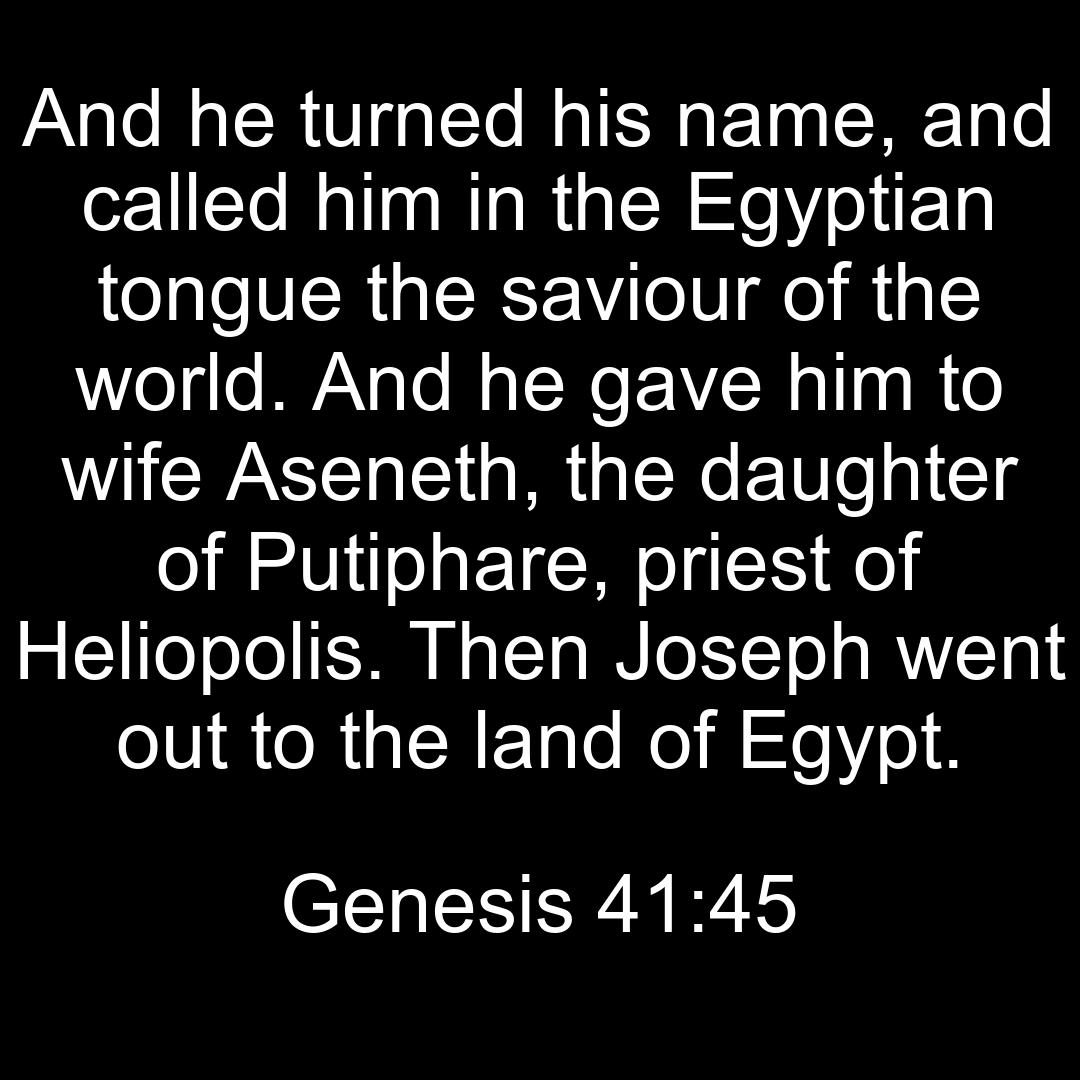 And he turned his name, and
called him in the Egyptian
tongue the saviour of the
world. And he gave him to
wife Aseneth, the daughter
of Putiphare, priest of
Heliopolis. Then Joseph went
out to the land of Egypt.
Genesis 41:45